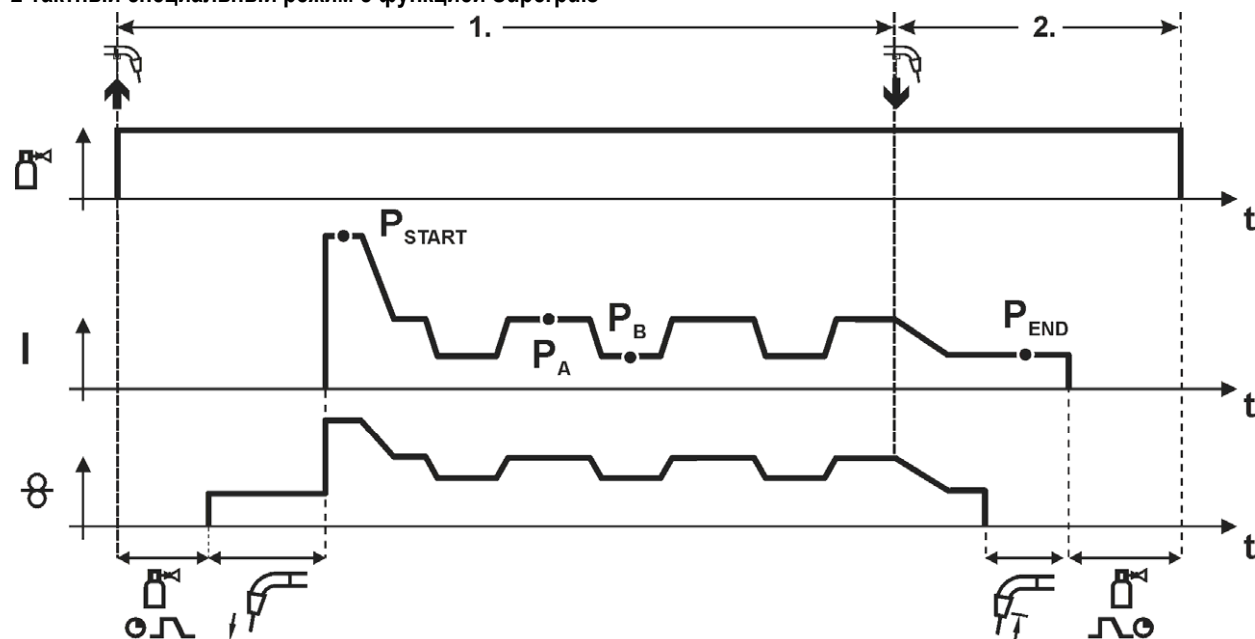 2-тактный специальный режим с функцией Superpuls
1.
2.
t
P START
P B
P END
I
P A
t
t